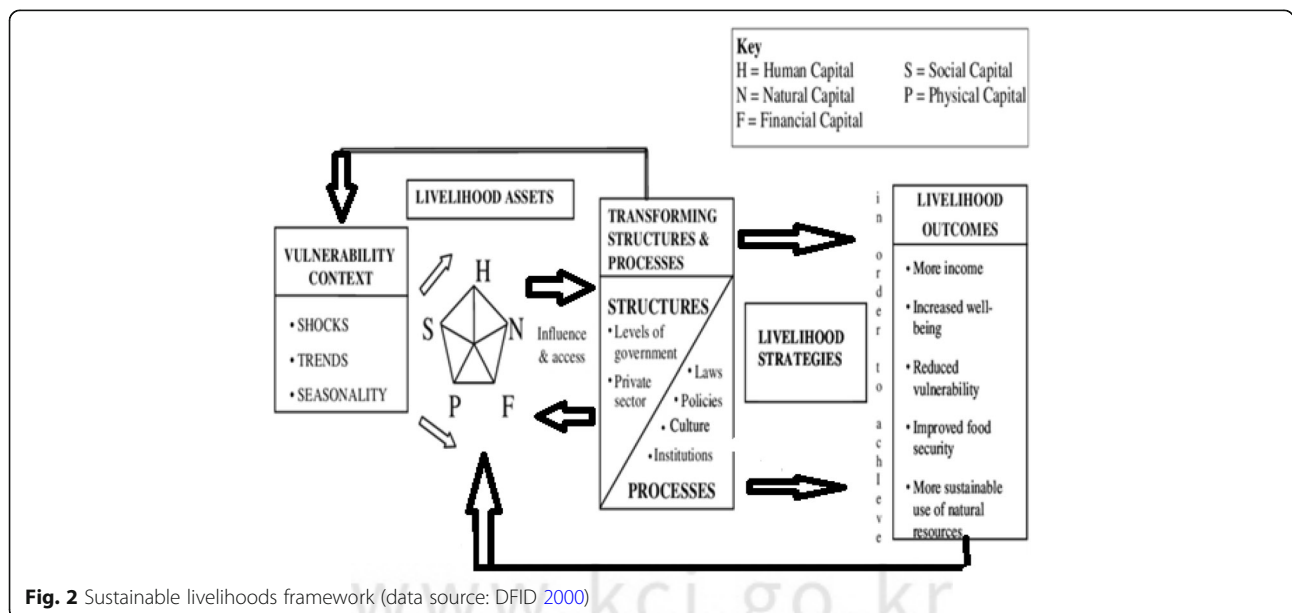 Key
H = Human Capital S = Social Capital
N = Natural Capital P = Physical Capital
F = Financial Capital
LIVELIHOOD ASSETS
VULNERABILITY
CONTEXT
• SHOCKS
• TRENDS
• SEASONALITY
H
S
N
P
F
Influence
& access
TRANSFORMING
STRUCTURES &
PROCESSES
STRUCTURES
• Levels of
government
• Private
sector
• Laws
• Policies
• Culture
• Institutions
PROCESSES
LIVELIHOOD
STRATEGIES
in order to achleve
LIVELIHOOD
OUTCOMES
• More income
• Increased well-
being
• Reduced
vulnerability
• Improved food
security
• More sustainable
use of natural
resources
www.kci.go.kr
Fig. 2 Sustainable livelihoods framework (data source: DFID 2000)